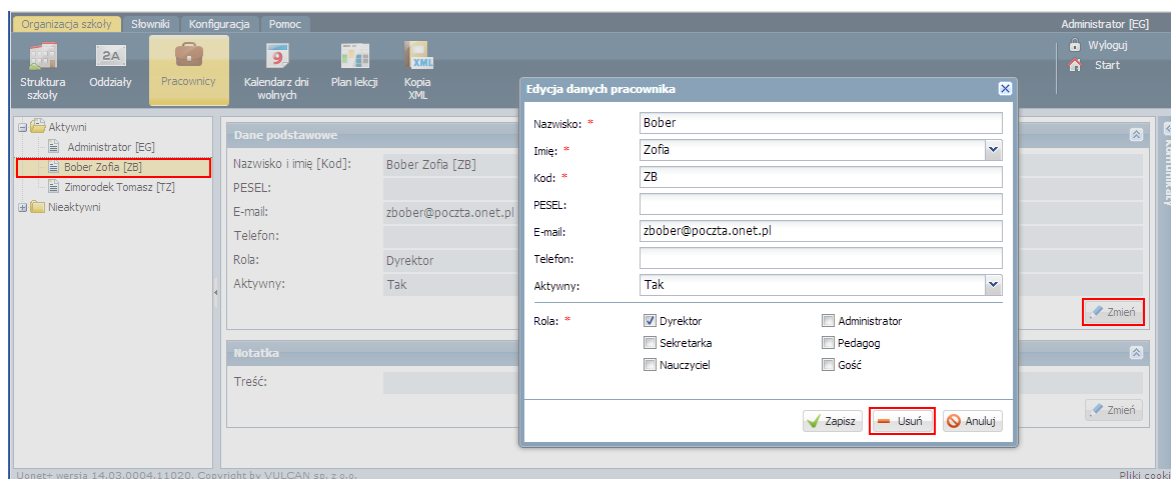 Organizacja szkoły Słowniki Konfiguracja Pomoc Administrator [EG]
Wyloguj
Start
2A
9
XML
Struktura szkoły
Oddziały
Pracownicy
Kalendarz dni wolnych
Plan lekcji
Kopia XML
Aktywni
Administrator [EG]
Bober Zofia [ZB]
Zimorodek Tomasz [TZ]
Nieaktywni
Dane podstawowe
Nazwisko i imię [Kod]: Bober Zofia [ZB]
PESEL:
E-mail: zbober@poczta.onet.pl
Telefon:
Rola: Dyrektor
Aktywny: Tak
Zmień
Notatka
Treść:
Zmień
Edycja danych pracownika
Nazwisko: * Bober
Imię: * Zofia
Kod: * ZB
PESEL:
E-mail: zbober@poczta.onet.pl
Telefon:
Aktywny: Tak
Rola: * Dyrektor Administrator
Sekretarka Pedagog
Nauczyciel Gość
Zapisz Usuń Anuluj
Komunikaty
Uonet+ wersja 14.03.0004.11020, Copyright by VULCAN sp. z o.o. Pliki cooki